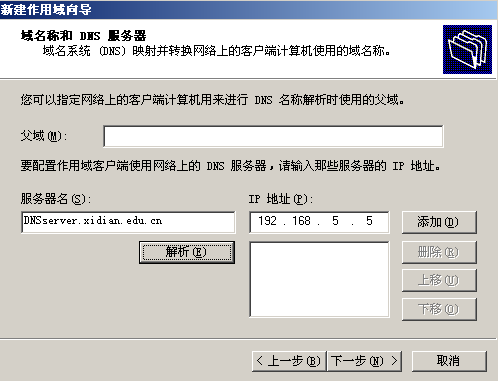 新建作用域向导
域名称和 DNS 服务器
域名系统 (DNS) 映射并转换网络上的客户端计算机使用的域名称。
您可以指定网络上的客户端计算机用来进行 DNS 名称解析时使用的父域。
父域(M):
要配置作用域客户端使用网络上的 DNS 服务器，请输入那些服务器的 IP 地址。
服务器名(S): IP 地址(P):
DNSserver.xidian.edu.cn 192 .168 . 5 . 5 添加(D)
解析(E) 删除(R)
上移(U)
下移(O)
< 上一步(B) 下一步(N) > 取消